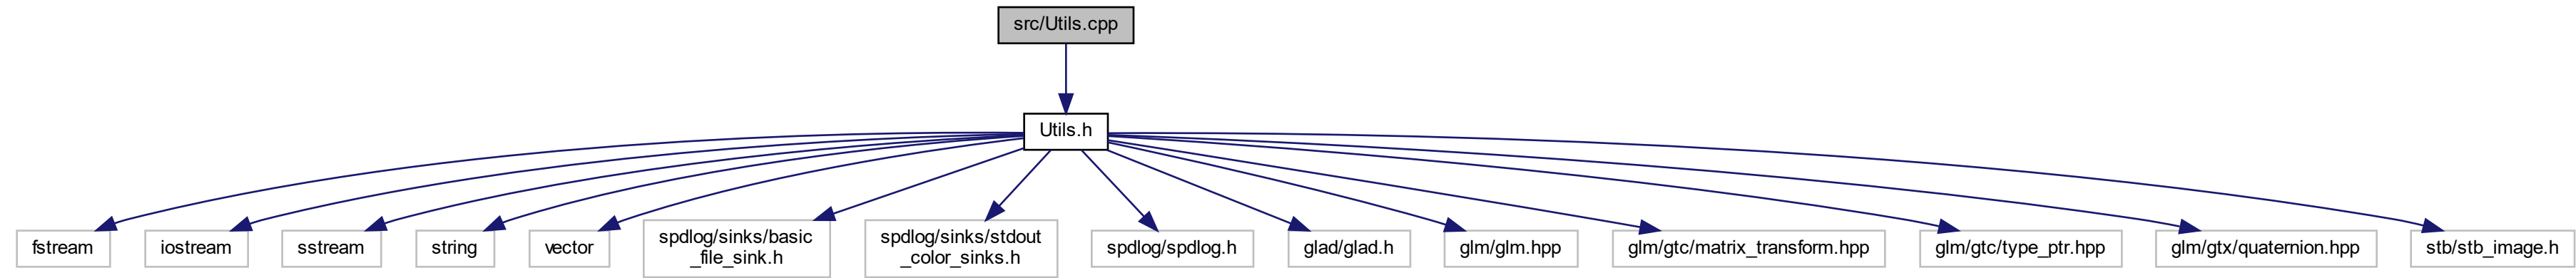 src/Utils.cpp
Utils.h
fstream
iostream
sstream
string
vector
spdlog/sinks/basic
_file_sink.h
spdlog/sinks/stdout
_color_sinks.h
spdlog/spdlog.h
glad/glad.h
glm/glm.hpp
glm/gtc/matrix_transform.hpp
glm/gtc/type_ptr.hpp
glm/gtx/quaternion.hpp
stb/stb_image.h